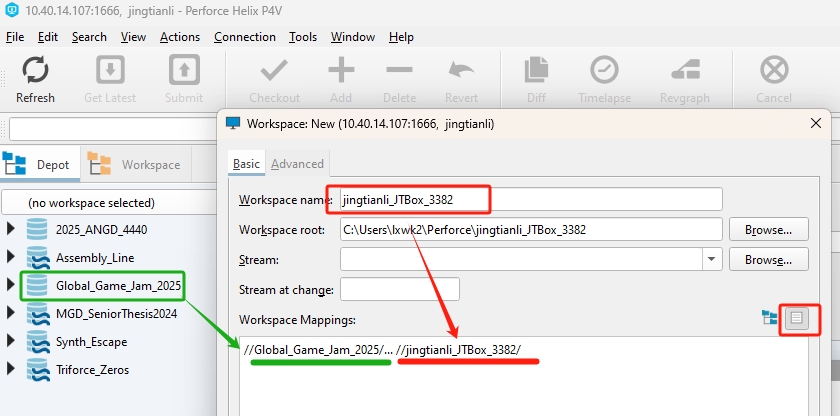 10.40.14.107:1666, jingtianli - Perforce Helix P4V
File Edit Search View Actions Connection Tools Window Help
Refresh Get Latest Submit Checkout Add Delete Revert Diff Timelapse Revgraph Cancel
Workspace: New (10.40.14.107:1666, jingtianli)
Depot Workspace
Basic Advanced
(no workspace selected)
2025_ANGD_4440
Assembly_Line
Global_Game_Jam_2025
MGD_SeniorThesis2024
Synth_Escape
Triforce_Zeros
Workspace name: jingtianli_JTBox_3382
Workspace root: C:\Users\lxwk2\Perforce\jingtianli_JTBox_3382 Browse...
Stream: Browse...
Stream at change:
Workspace Mappings:
//Global_Game_Jam_2025/... //jingtianli_JTBox_3382/